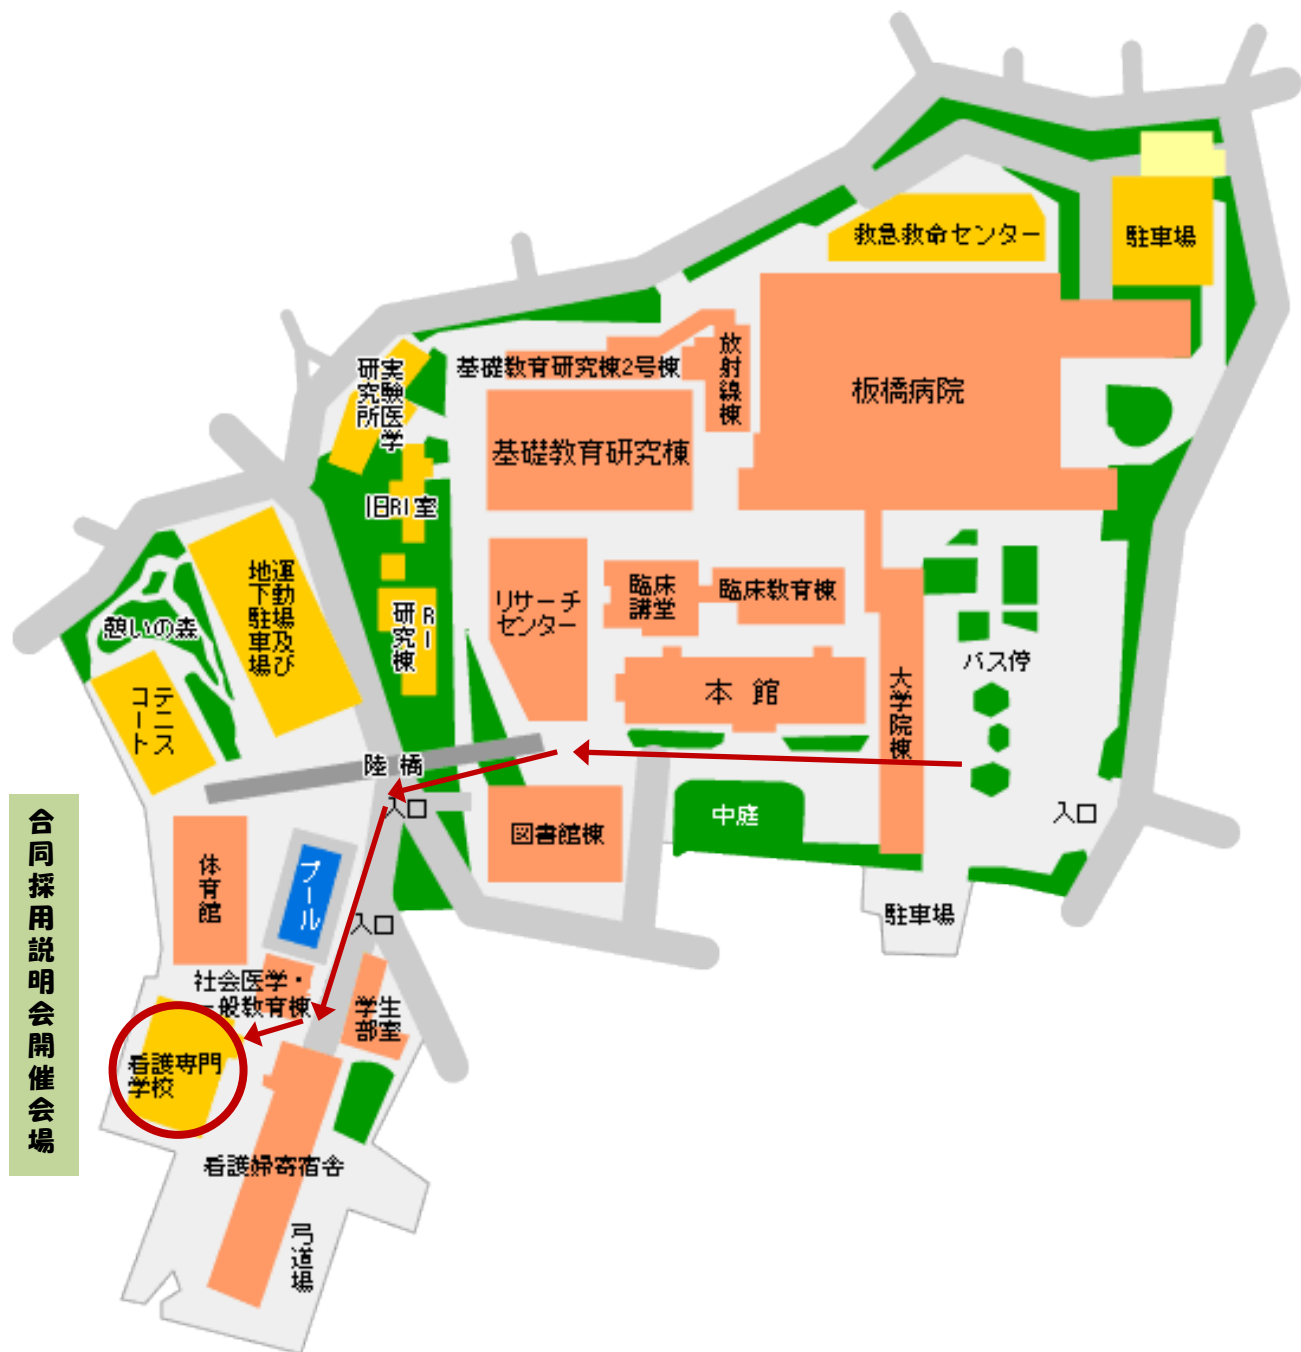 救急救命センター
駐車場
放射線棟
基礎教育研究棟2号棟
板橋病院
実験医学
研究所
基礎教育研究棟
旧RI室
運動場及び
地下駐車場
リサーチ
センター
臨床
講堂
臨床教育棟
RI
研究棟
憩いの森
バス停
本館
大学院棟
テニス
コート
陸橋
入口
中庭
入口
図書館棟
合同採用説明会開催会場
体育館
プール
入口
駐車場
社会医学・
一般教育棟
学生
部室
看護専門
学校
看護婦寄宿舎
弓道場